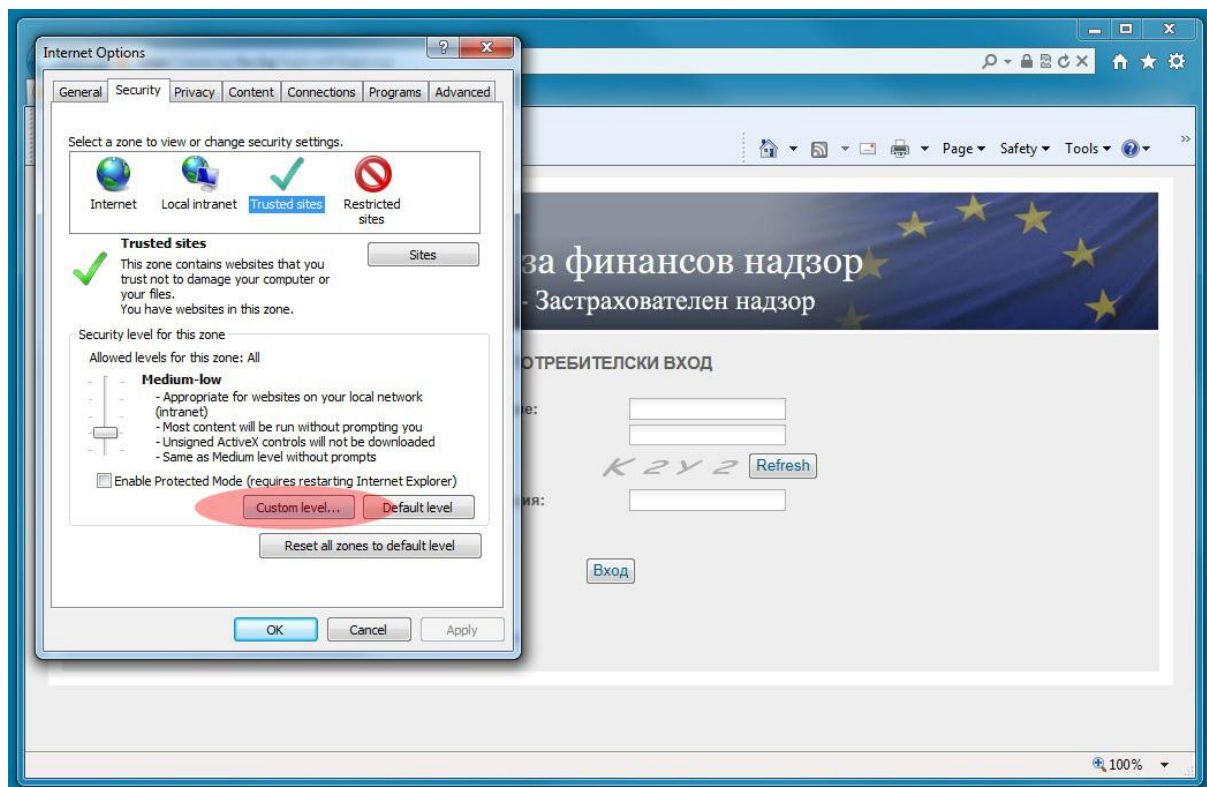 Internet Options
General Security Privacy Content Connections Programs Advanced
Select a zone to view or change security settings.
Internet Local intranet Trusted sites Restricted sites
Trusted sites
Sites
This zone contains websites that you
trust not to damage your computer or
your files.
You have websites in this zone.
Security level for this zone
Allowed levels for this zone: All
Medium-low
- Appropriate for websites on your local network
(intranet)
- Most content will be run without prompting you
- Unsigned ActiveX controls will not be downloaded
- Same as Medium level without prompts
Enable Protected Mode (requires restarting Internet Explorer)
Custom level... Default level
Reset all zones to default level
OK Cancel Apply
Page Safety Tools
за финансов надзор
- Застрахователен надзор
ОТРЕБИТЕЛСКИ ВХОД
K2Y2 Refresh
ия:
Вход
100%